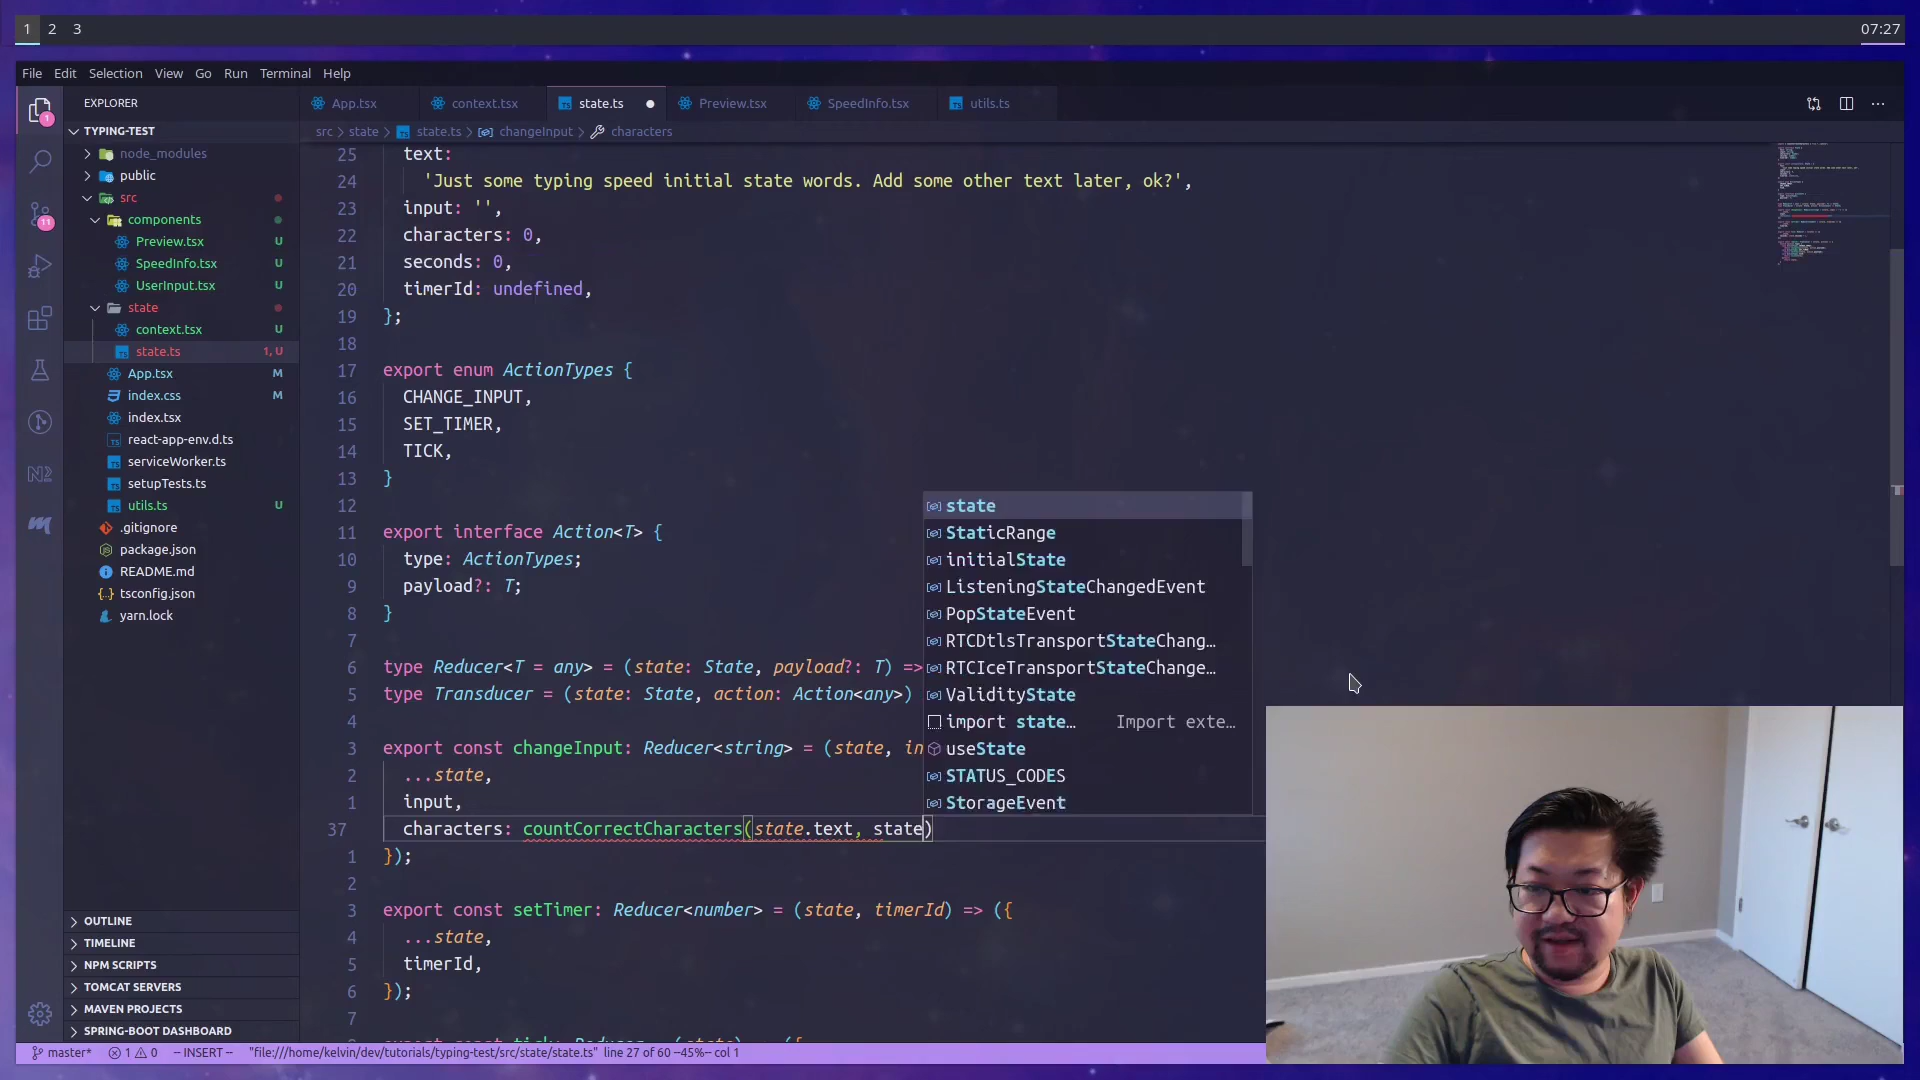 1 2 3
07:27
File Edit Selection View Go Run Terminal Help
EXPLORER
App.tsx context.tsx state.ts Preview.tsx SpeedInfo.tsx utils.ts
src > state > state.ts > changeInput > characters
1
11
TYPING-TEST
node_modules
public
src
components
Preview.tsx U
SpeedInfo.tsx U
UserInput.tsx U
state
context.tsx U
state.ts 1, U
App.tsx M
index.css M
index.tsx
react-app-env.d.ts
serviceWorker.ts
setupTests.ts
utils.ts U
.gitignore
package.json
README.md
tsconfig.json
yarn.lock
OUTLINE
TIMELINE
NPM SCRIPTS
TOMCAT SERVERS
MAVEN PROJECTS
SPRING-BOOT DASHBOARD
25 text:
24 'Just some typing speed initial state words. Add some other text later, ok?',
23 input: '',
22 characters: 0,
21 seconds: 0,
20 timerId: undefined,
19 };
18
17 export enum ActionTypes {
16 CHANGE_INPUT,
15 SET_TIMER,
14 TICK,
13 }
12
11 export interface Action<T> {
10 type: ActionTypes;
9 payload?: T;
8 }
7
6 type Reducer<T = any> = (state: State, payload?: T) =>
5 type Transducer = (state: State, action: Action<any>)
4
3 export const changeInput: Reducer<string> = (state, in
2 ...state,
1 input,
37 characters: countCorrectCharacters(state.text, state)
1 });
2
3 export const setTimer: Reducer<number> = (state, timerId) => ({
4 ...state,
5 timerId,
6 });
7
state
StaticRange
initialState
ListeningStateChangedEvent
PopStateEvent
RTCDtlsTransportStateChang…
RTCIceTransportStateChange…
ValidityState
import state… Import exte…
useState
STATUS_CODES
StorageEvent
master* 1 0 -- INSERT -- "file:///home/kelvin/dev/tutorials/typing-test/src/state/state.ts" line 27 of 60 --45%-- col 1